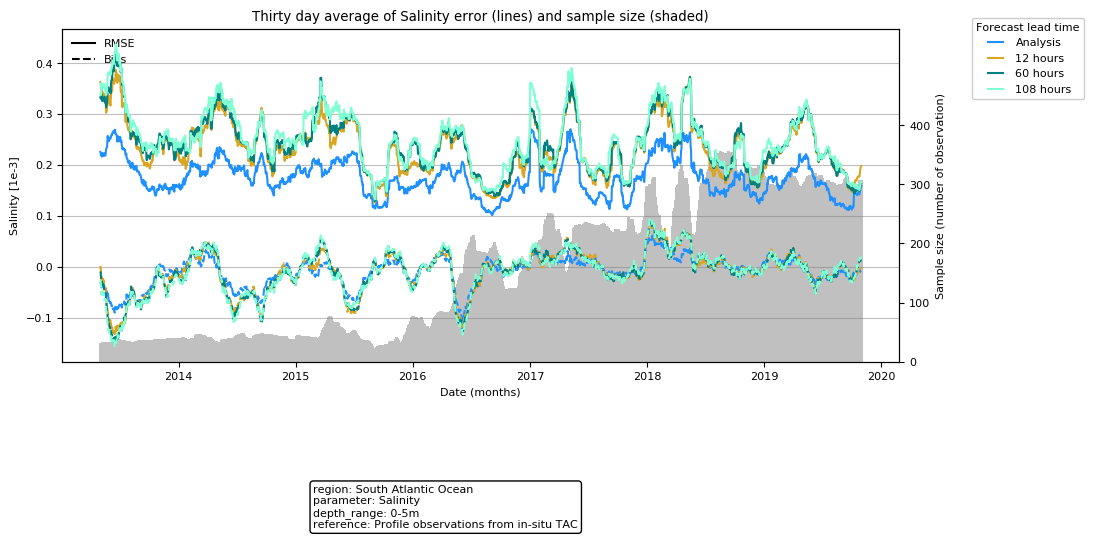 Thirty day average of Salinity error (lines) and sample size (shaded)
RMSE
Bias
Forecast lead time
Analysis
12 hours
60 hours
108 hours
Salinity [1e-3]
0.4
0.3
0.2
0.1
0.0
−0.1
Sample size (number of observation)
400
300
200
100
0
2014
2015
2016
2017
2018
2019
2020
Date (months)
region: South Atlantic Ocean
parameter: Salinity
depth_range: 0-5m
reference: Profile observations from in-situ TAC